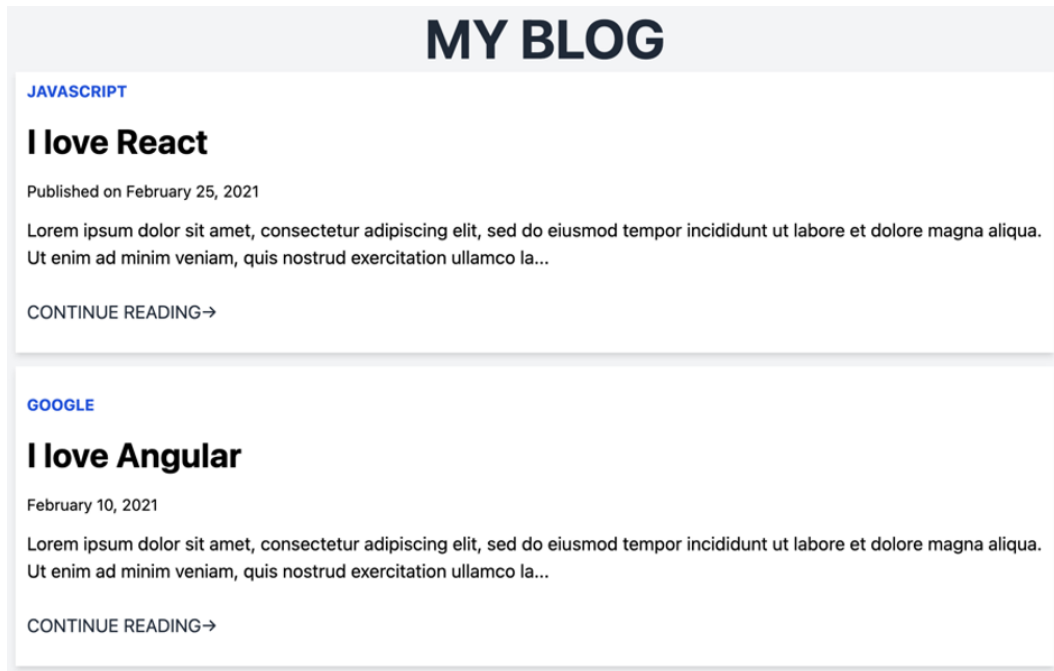 MY BLOG
JAVASCRIPT
I love React
Published on February 25, 2021
Lorem ipsum dolor sit amet, consectetur adipiscing elit, sed do eiusmod tempor incididunt ut labore et dolore magna aliqua.
Ut enim ad minim veniam, quis nostrud exercitation ullamco la...
CONTINUE READING→
GOOGLE
I love Angular
February 10, 2021
Lorem ipsum dolor sit amet, consectetur adipiscing elit, sed do eiusmod tempor incididunt ut labore et dolore magna aliqua.
Ut enim ad minim veniam, quis nostrud exercitation ullamco la...
CONTINUE READING→